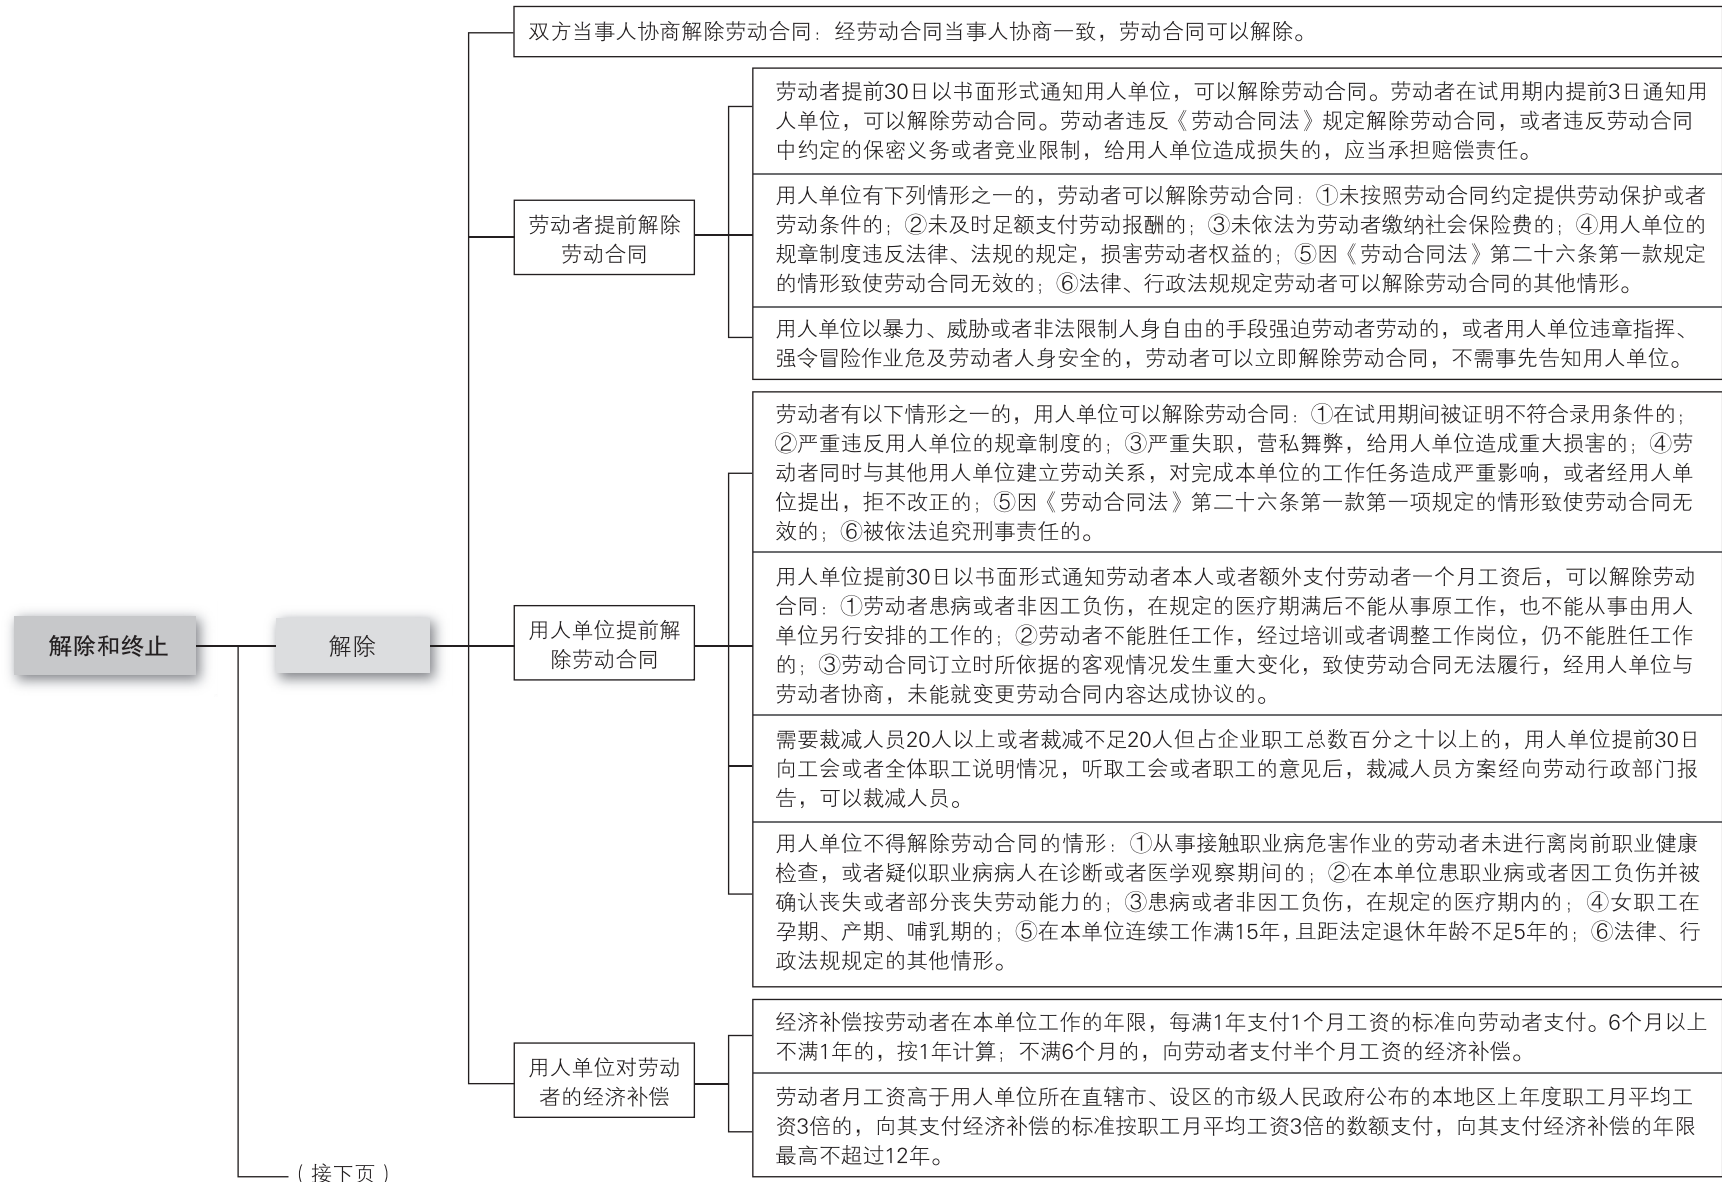 双方当事人协商解除劳动合同：经劳动合同当事人协商一致，劳动合同可以解除。
劳动者提前30日以书面形式通知用人单位，可以解除劳动合同。劳动者在试用期内提前3日通知用
人单位，可以解除劳动合同。劳动者违反《劳动合同法》规定解除劳动合同，或者违反劳动合同
中约定的保密义务或者竞业限制，给用人单位造成损失的，应当承担赔偿责任。
劳动者提前解除
劳动合同
用人单位有下列情形之一的，劳动者可以解除劳动合同：①未按照劳动合同约定提供劳动保护或者
劳动条件的；②未及时足额支付劳动报酬的；③未依法为劳动者缴纳社会保险费的；④用人单位的
规章制度违反法律、法规的规定，损害劳动者权益的；⑤因《劳动合同法》第二十六条第一款规定
的情形致使劳动合同无效的；⑥法律、行政法规规定劳动者可以解除劳动合同的其他情形。
用人单位以暴力、威胁或者非法限制人身自由的手段强迫劳动者劳动的，或者用人单位违章指挥、
强令冒险作业危及劳动者人身安全的，劳动者可以立即解除劳动合同，不需事先告知用人单位。
劳动者有以下情形之一的，用人单位可以解除劳动合同：①在试用期间被证明不符合录用条件的；
②严重违反用人单位的规章制度的；③严重失职，营私舞弊，给用人单位造成重大损害的；④劳
动者同时与其他用人单位建立劳动关系，对完成本单位的工作任务造成严重影响，或者经用人单
位提出，拒不改正的；⑤因《劳动合同法》第二十六条第一款第一项规定的情形致使劳动合同无
效的；⑥被依法追究刑事责任的。
解除和终止
解除
用人单位提前解
除劳动合同
用人单位提前30日以书面形式通知劳动者本人或者额外支付劳动者一个月工资后，可以解除劳动
合同：①劳动者患病或者非因工负伤，在规定的医疗期满后不能从事原工作，也不能从事由用人
单位另行安排的工作的；②劳动者不能胜任工作，经过培训或者调整工作岗位，仍不能胜任工作
的；③劳动合同订立时所依据的客观情况发生重大变化，致使劳动合同无法履行，经用人单位与
劳动者协商，未能就变更劳动合同内容达成协议的。
需要裁减人员20人以上或者裁减不足20人但占企业职工总数百分之十以上的，用人单位提前30日
向工会或者全体职工说明情况，听取工会或者职工的意见后，裁减人员方案经向劳动行政部门报
告，可以裁减人员。
用人单位不得解除劳动合同的情形：①从事接触职业病危害作业的劳动者未进行离岗前职业健康
检查，或者疑似职业病病人在诊断或者医学观察期间的；②在本单位患职业病或者因工负伤并被
确认丧失或者部分丧失劳动能力的；③患病或者非因工负伤，在规定的医疗期内的；④女职工在
孕期、产期、哺乳期的；⑤在本单位连续工作满15年，且距法定退休年龄不足5年的；⑥法律、行
政法规规定的其他情形。
用人单位对劳动
者的经济补偿
经济补偿按劳动者在本单位工作的年限，每满1年支付1个月工资的标准向劳动者支付。6个月以上
不满1年的，按1年计算；不满6个月的，向劳动者支付半个月工资的经济补偿。
劳动者月工资高于用人单位所在直辖市、设区的市级人民政府公布的本地区上年度职工月平均工
资3倍的，向其支付经济补偿的标准按职工月平均工资3倍的数额支付，向其支付经济补偿的年限
最高不超过12年。
（接下页）